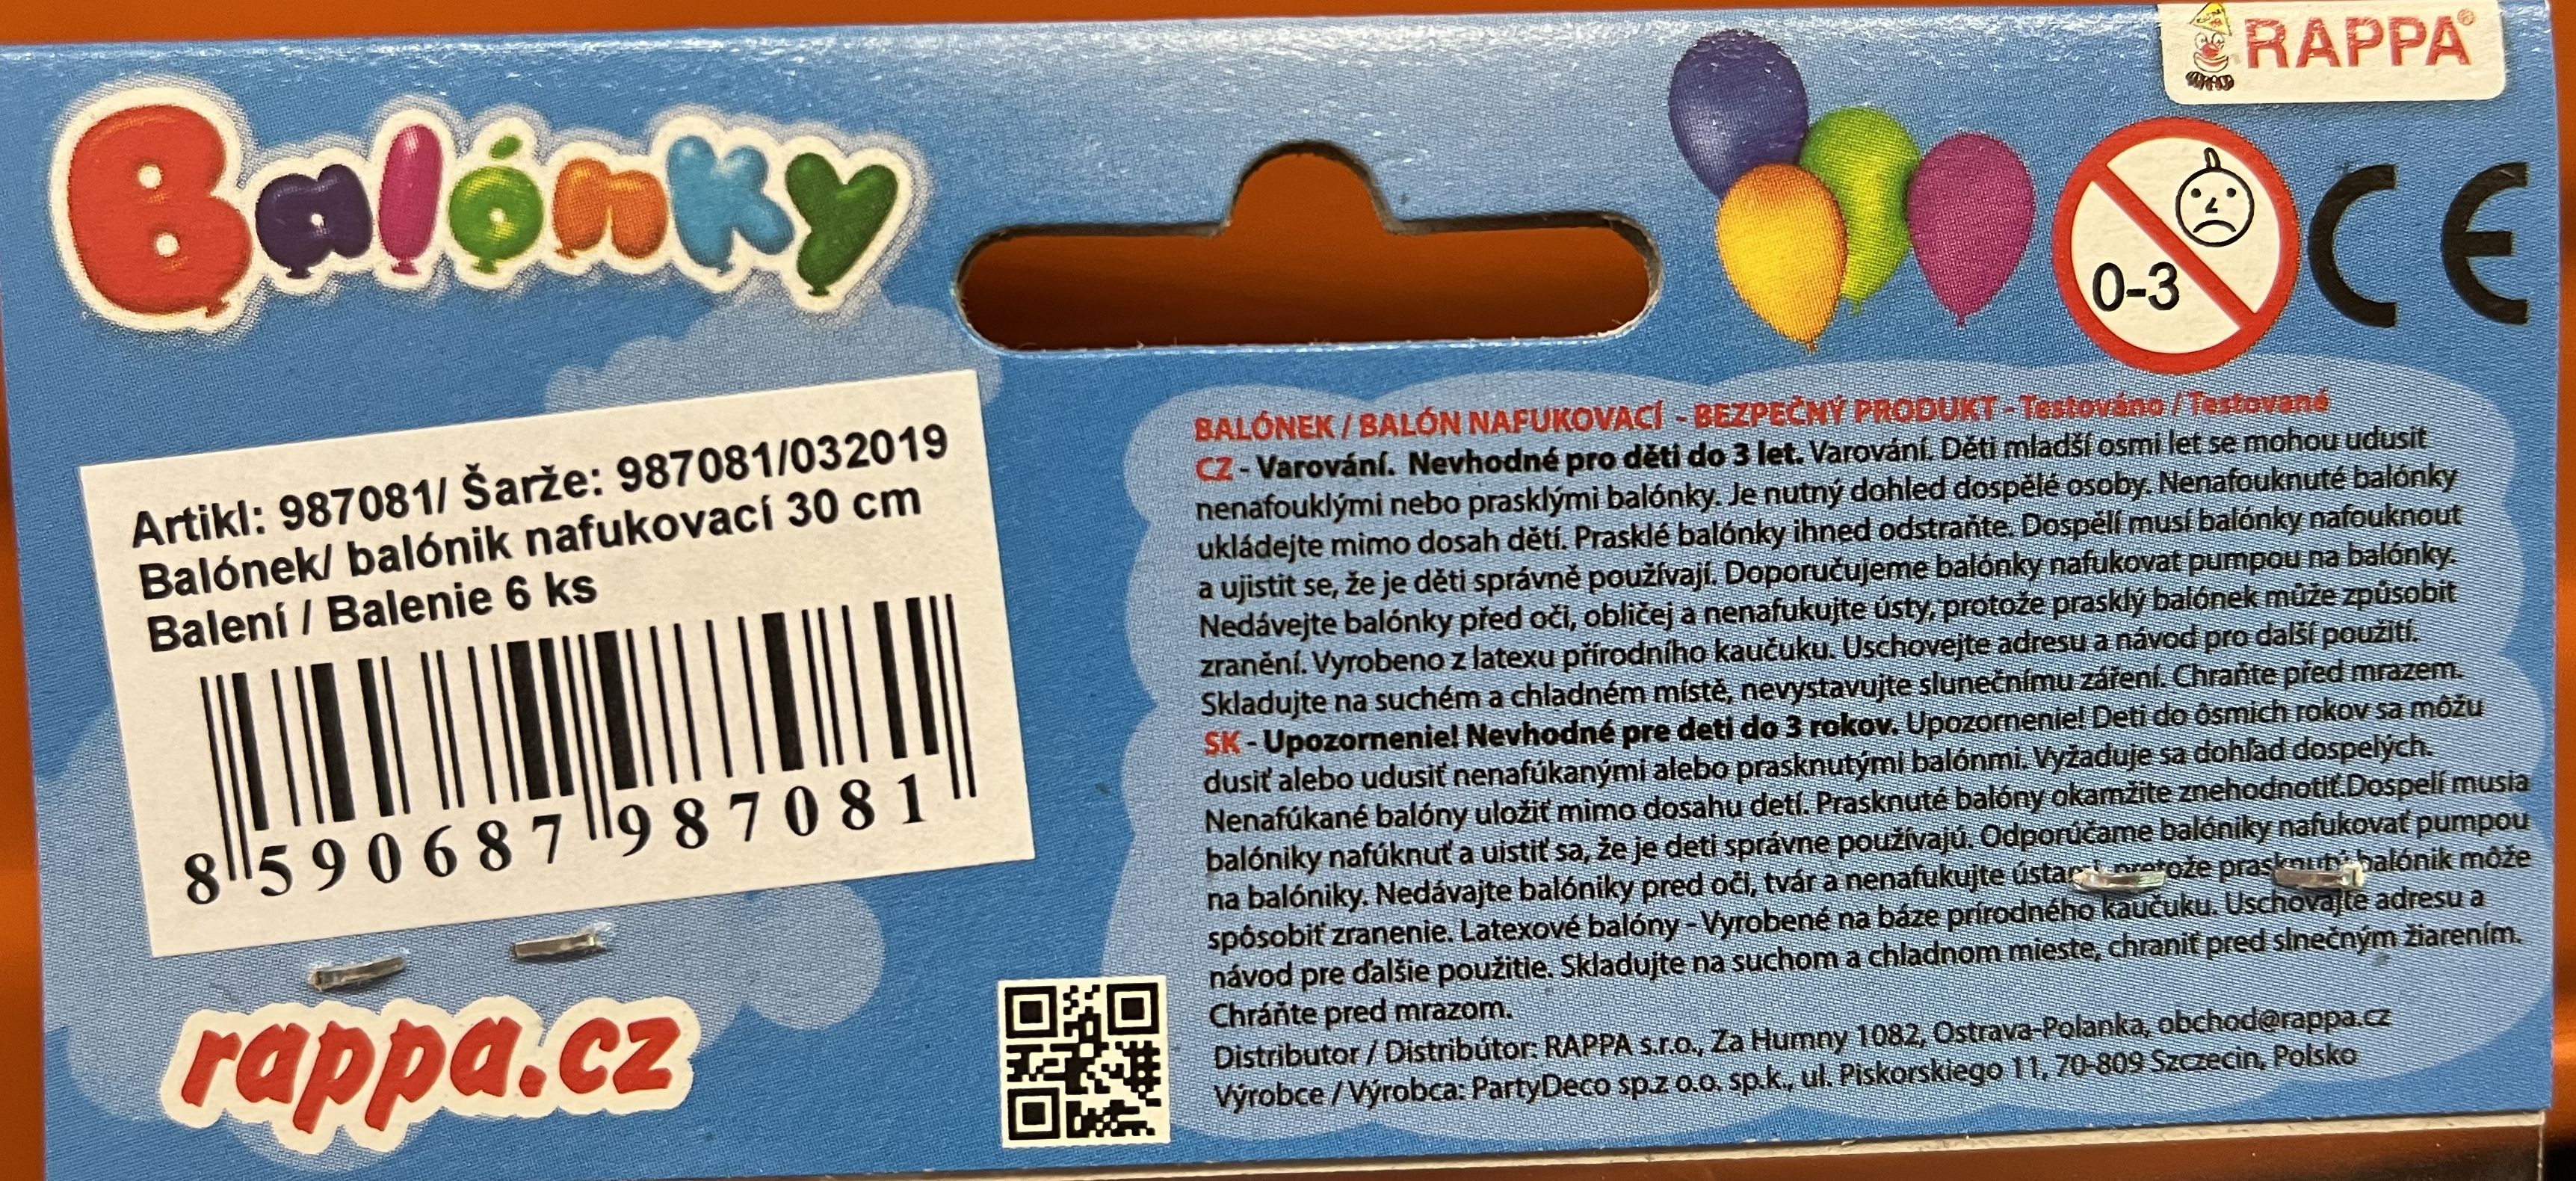 Balónky
RAPPA®
0-3
CE
Artikl: 987081/ Šarže: 987081/032019
Balónek/ balónik nafukovací 30 cm
Balení / Balenie 6 ks
8 590687 987081
rappa.cz
BALÓNEK / BALÓN NAFUKOVACÍ - BEZPEČNÝ PRODUKT - Testováno / Testované
CZ - Varování. Nevhodné pro děti do 3 let. Varování. Děti mladší osmi let se mohou udusit
nenafouklými nebo prasklými balónky. Je nutný dohled dospělé osoby. Nenafouknuté balónky
ukládejte mimo dosah dětí. Prasklé balónky ihned odstraňte. Dospělí musí balónky nafouknout
a ujistit se, že je děti správně používají. Doporučujeme balónky nafukovat pumpou na balónky.
Nedávejte balónky před oči, obličej a nenafukujte ústy, protože prasklý balónek může způsobit
zranění. Vyrobeno z latexu přírodního kaučuku. Uschovejte adresu a návod pro další použití.
Skladujte na suchém a chladném místě, nevystavujte slunečnímu záření. Chraňte před mrazem.
SK - Upozornenie! Nevhodné pre deti do 3 rokov. Upozornenie! Deti do ôsmich rokov sa môžu
dusiť alebo udusiť nenafúkanými alebo prasknutými balónmi. Vyžaduje sa dohľad dospelých.
Nenafúkané balóny uložiť mimo dosahu detí. Prasknuté balóny okamžite znehodnotiť.Dospelí musia
balóniky nafúknuť a uistiť sa, že je deti správne používajú. Odporúčame balóniky nafukovať pumpou
na balóniky. Nedávajte balóniky pred oči, tvár a nenafukujte balónik môže
spôsobiť zranenie. Latexové balóny - Vyrobené na báze prírodného kaučuku. Uschovajte adresu a
návod pre ďalšie použitie. Skladujte na suchom a chladnom mieste, chraniť pred slnečným žiarením.
Chráňte pred mrazom.
Distributor / Distribútor: RAPPA s.r.o., Za Humny 1082, Ostrava-Polanka, obchod@rappa.cz
Výrobce / Výrobca: PartyDeco sp.z o.o. sp.k., ul. Piskorskiego 11, 70-809 Szczecin, Polsko